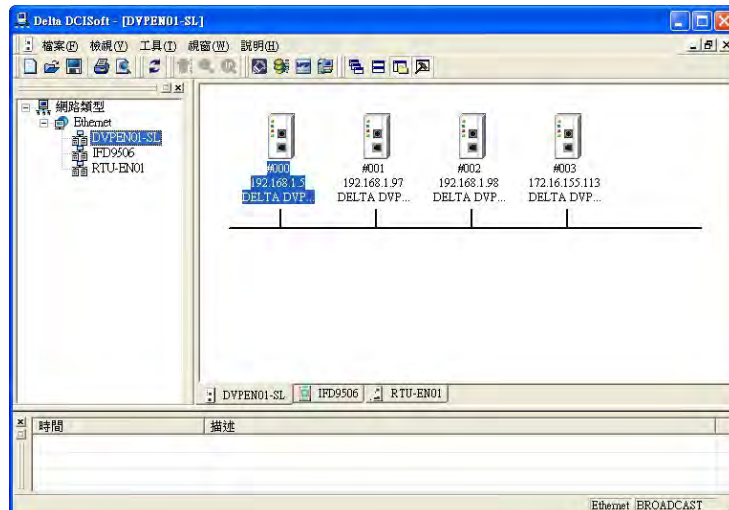 Delta DCISoft - [DVPEN01-SL]
檔案(F) 檢視(V) 工具(T) 視窗(W) 說明(H)
網路類型
Ethernet
DVPEN01-SL
IFD9506
RTU-EN01
#000
192.168.1.5
DELTA DVP...
#001
192.168.1.97
DELTA DVP...
#002
192.168.1.98
DELTA DVP...
#003
172.16.155.113
DELTA DVP...
DVPEN01-SL IFD9506 RTU-EN01
時間 描述
Ethernet BROADCAST